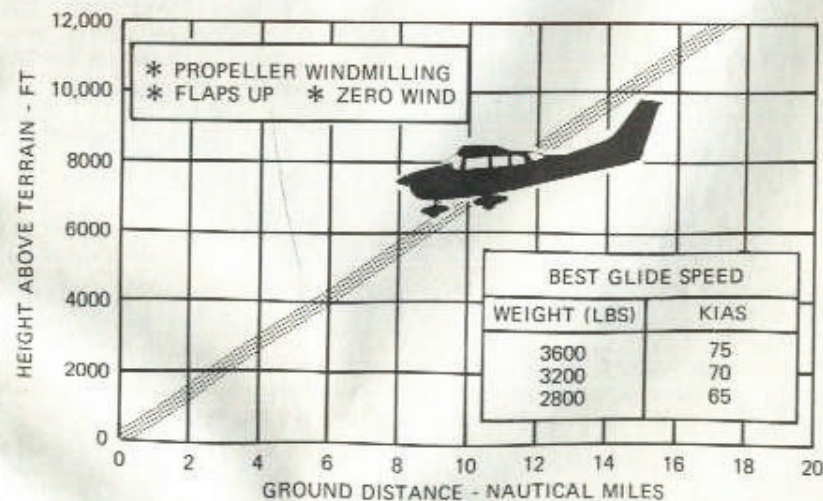 12,000
10,000
8000
6000
4000
2000
0
HEIGHT ABOVE TERRAIN - FT
* PROPELLER WINDMILLING
* FLAPS UP * ZERO WIND
BEST GLIDE SPEED
WEIGHT (LBS) KIAS
3600 75
3200 70
2800 65
0 2 4 6 8 10 12 14 16 18 20
GROUND DISTANCE - NAUTICAL MILES